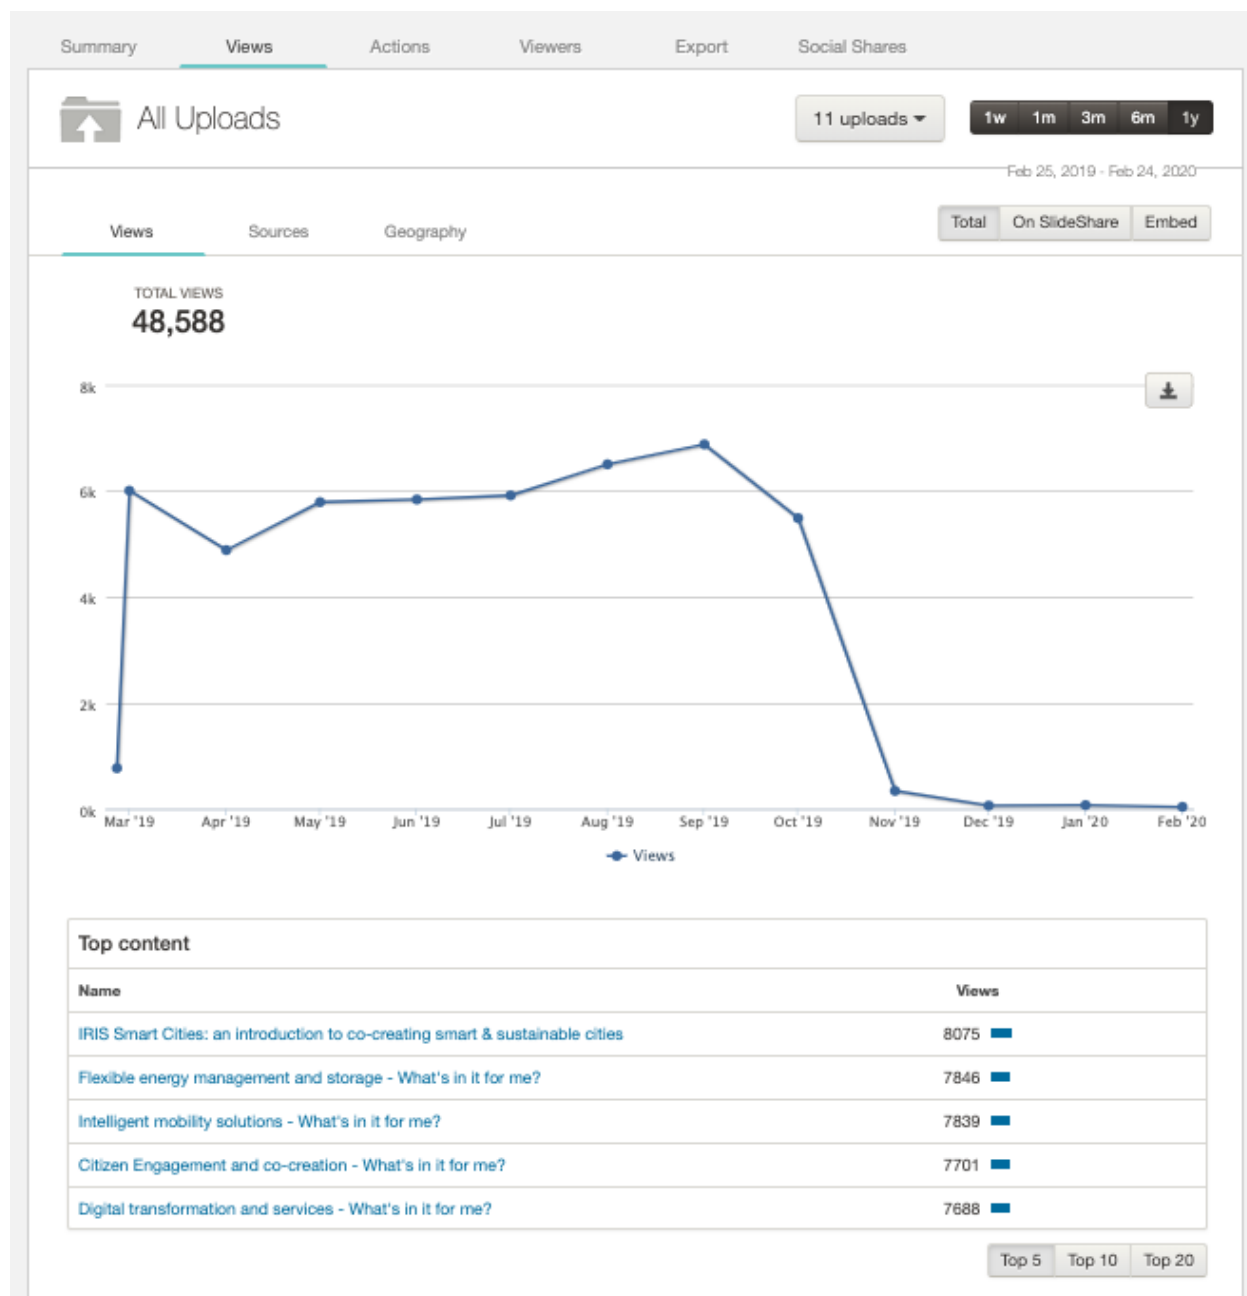 Summary Views Actions Viewers Export Social Shares
All Uploads 11 uploads 1w 1m 3m 6m 1y
Feb 25, 2019 - Feb 24, 2020
Views Sources Geography Total On SlideShare Embed
TOTAL VIEWS
48,588
8k
6k
4k
2k
0k
Mar '19 Apr '19 May '19 Jun '19 Jul '19 Aug '19 Sep '19 Oct '19 Nov '19 Dec '19 Jan '20 Feb '20
Views
Top content
Name Views
IRIS Smart Cities: an introduction to co-creating smart & sustainable cities 8075
Flexible energy management and storage - What's in it for me? 7846
Intelligent mobility solutions - What's in it for me? 7839
Citizen Engagement and co-creation - What's in it for me? 7701
Digital transformation and services - What's in it for me? 7688
Top 5 Top 10 Top 20